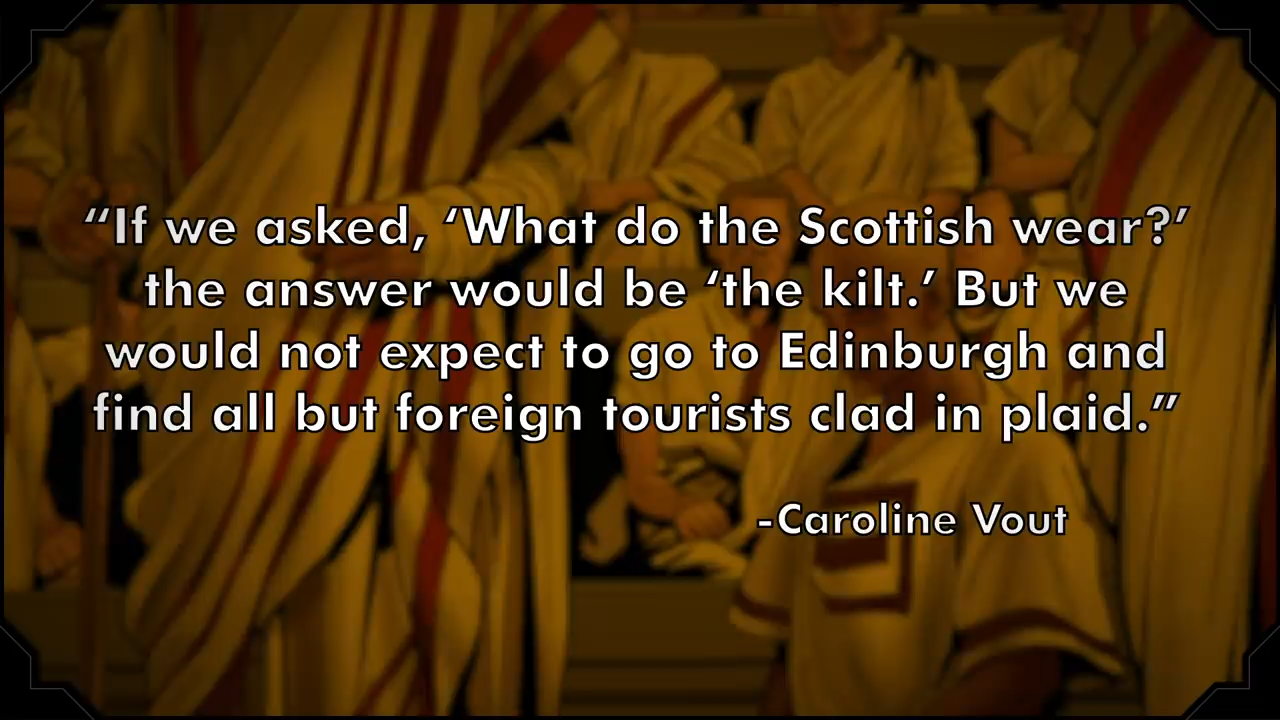 “If we asked, ‘What do the Scottish wear?’
the answer would be ‘the kilt.’ But we
would not expect to go to Edinburgh and
find all but foreign tourists clad in plaid.”
-Caroline Vout